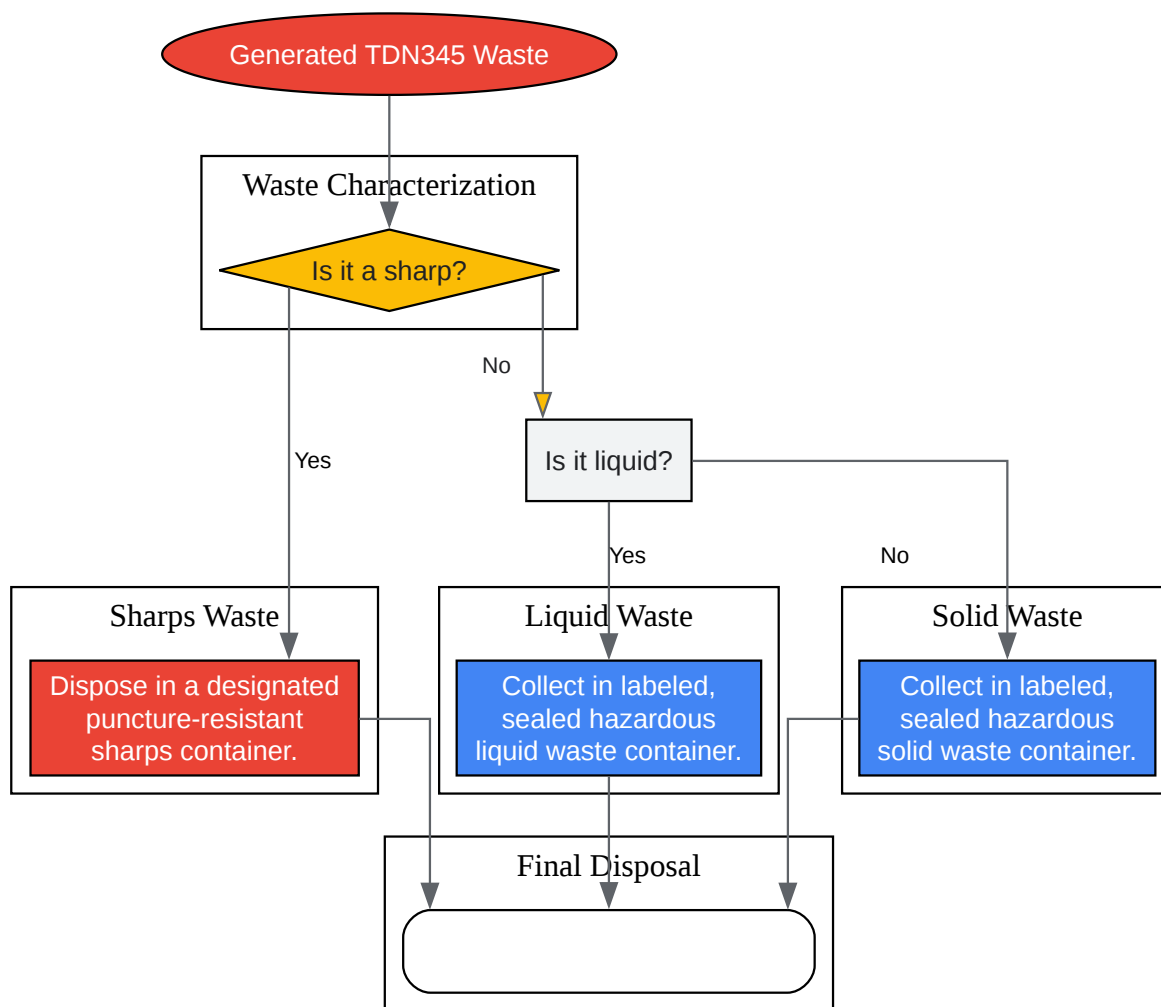 Generated TDN345 Waste
Waste Characterization
Is it a sharp?
No
Yes
Is it liquid?
Yes
No
Sharps Waste
Dispose in a designated
puncture-resistant
sharps container.
Liquid Waste
Collect in labeled,
sealed hazardous
liquid waste container.
Solid Waste
Collect in labeled,
sealed hazardous
solid waste container.
Final Disposal